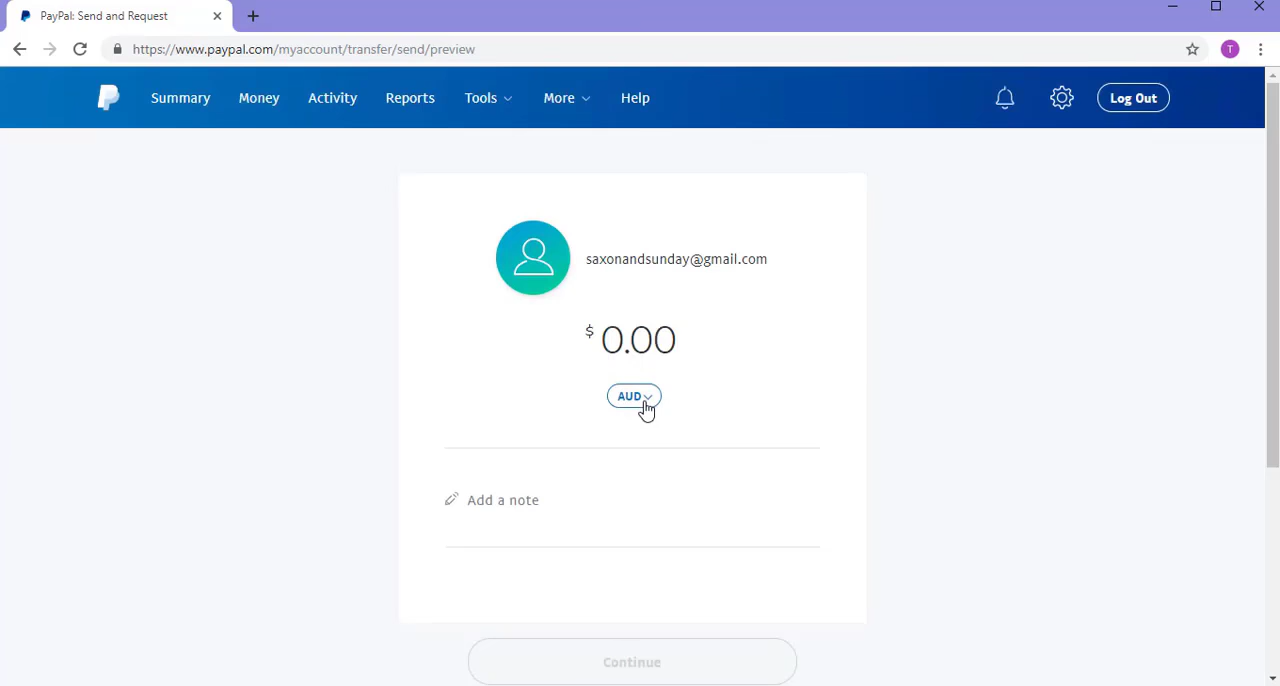 PayPal: Send and Request
https://www.paypal.com/myaccount/transfer/send/preview
T
Summary Money Activity Reports Tools More Help Log Out
saxonandsunday@gmail.com
$ 0.00
AUD
Add a note
Continue